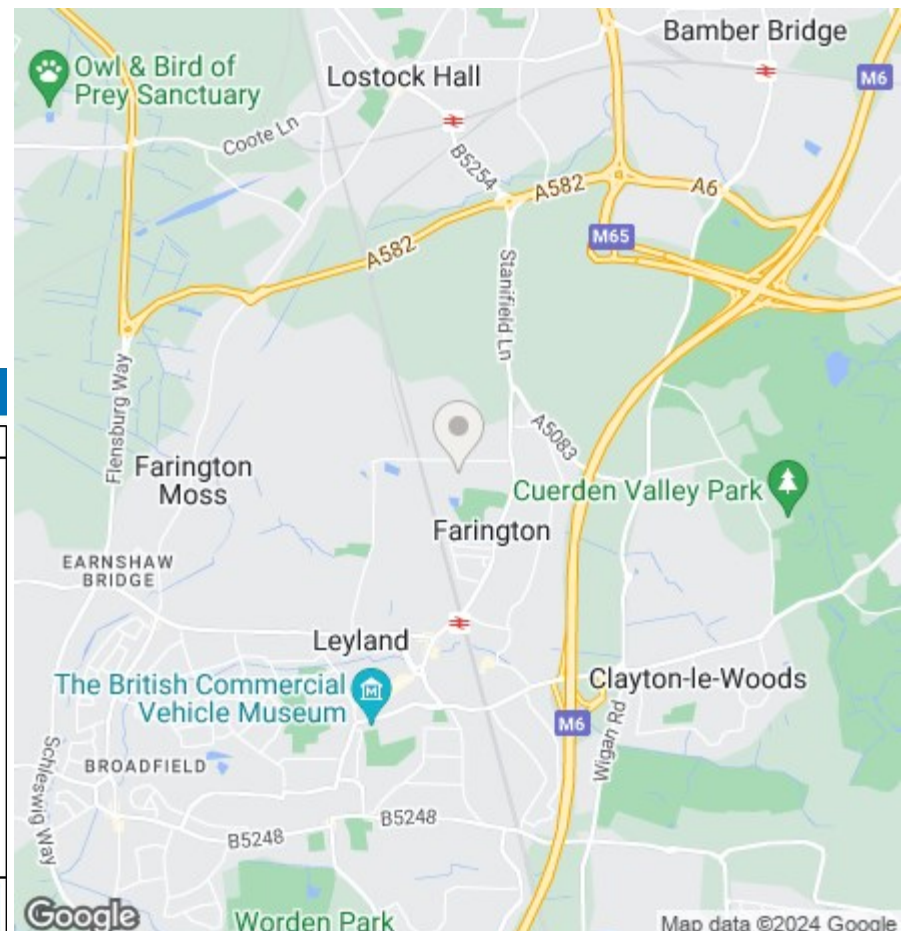 Bamber Bridge
Owl & Bird of
Prey Sanctuary
Lostock Hall
M6
Coote Ln
B5254
A582
A6
M65
A582
Stanifield Ln
Flensburg Way
A5083
Farington
Moss
Cuerden Valley Park
Farington
EARNSHAW
BRIDGE
Leyland
The British Commercial
Vehicle Museum
Clayton-le-Woods
M6
Wigan Rd
Schleswig Way
BROADFIELD
B5248
B5248
Google
Worden Park
Map data ©2024 Google